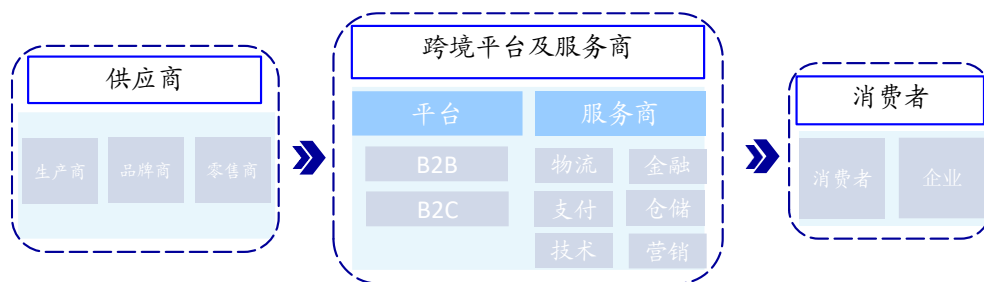 供应商
生产商 品牌商 零售商
跨境平台及服务商
平台 服务商
B2B 物流 金融
B2C 支付 仓储
技术 营销
消费者
消费者 企业